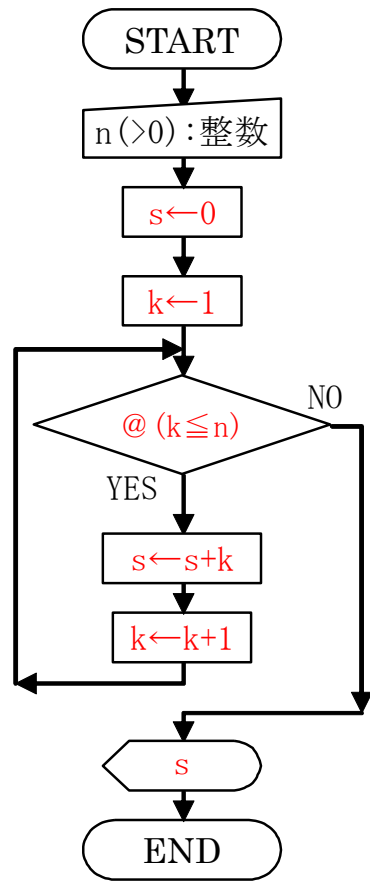 START
n(>0):整数
s←0
k←1
@(k≦n)
NO
YES
s←s+k
k←k+1
s
END